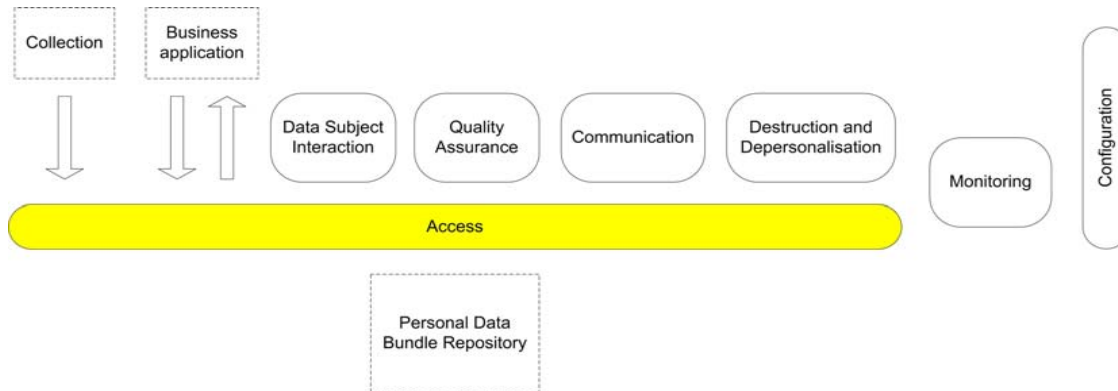 Collection
Business
application
Data Subject
Interaction
Quality
Assurance
Communication
Destruction and
Depersonalisation
Monitoring
Configuration
Access
Personal Data
Bundle Repository